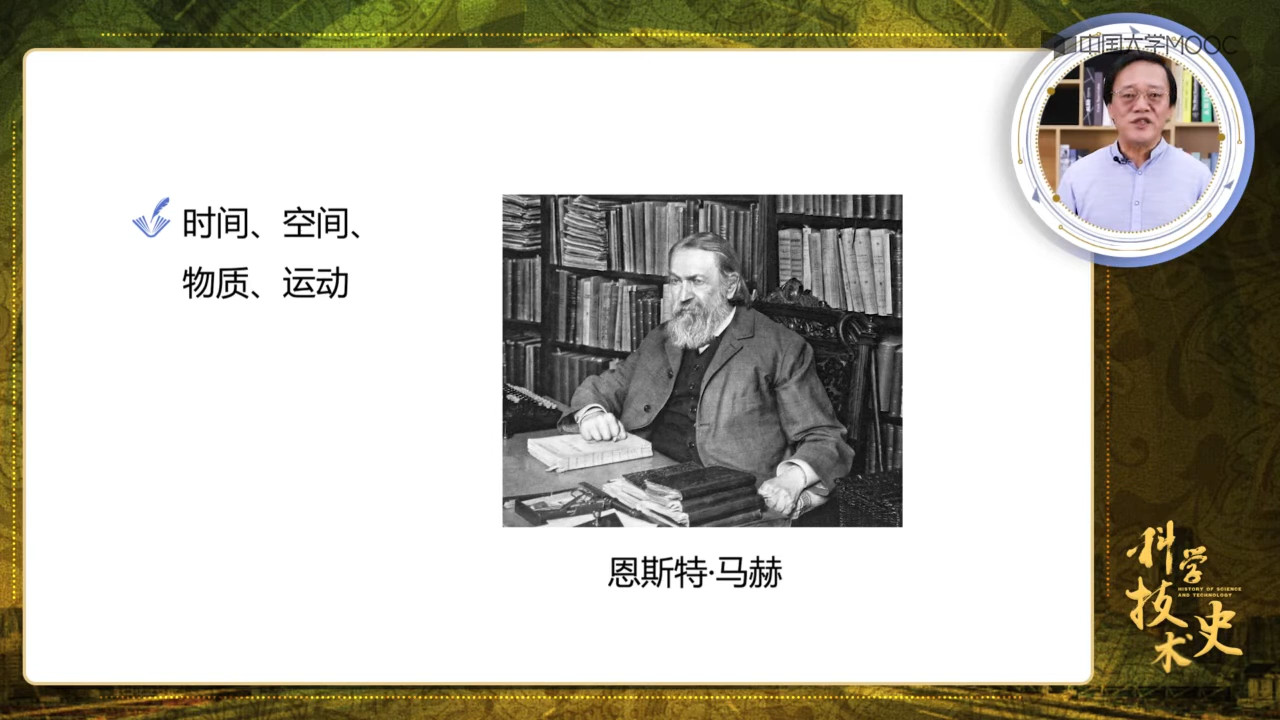 中国大学MOOC
时间、空间、
物质、运动
恩斯特·马赫
科学
技术史
HISTORY OF SCIENCE
AND TECHNOLOGY